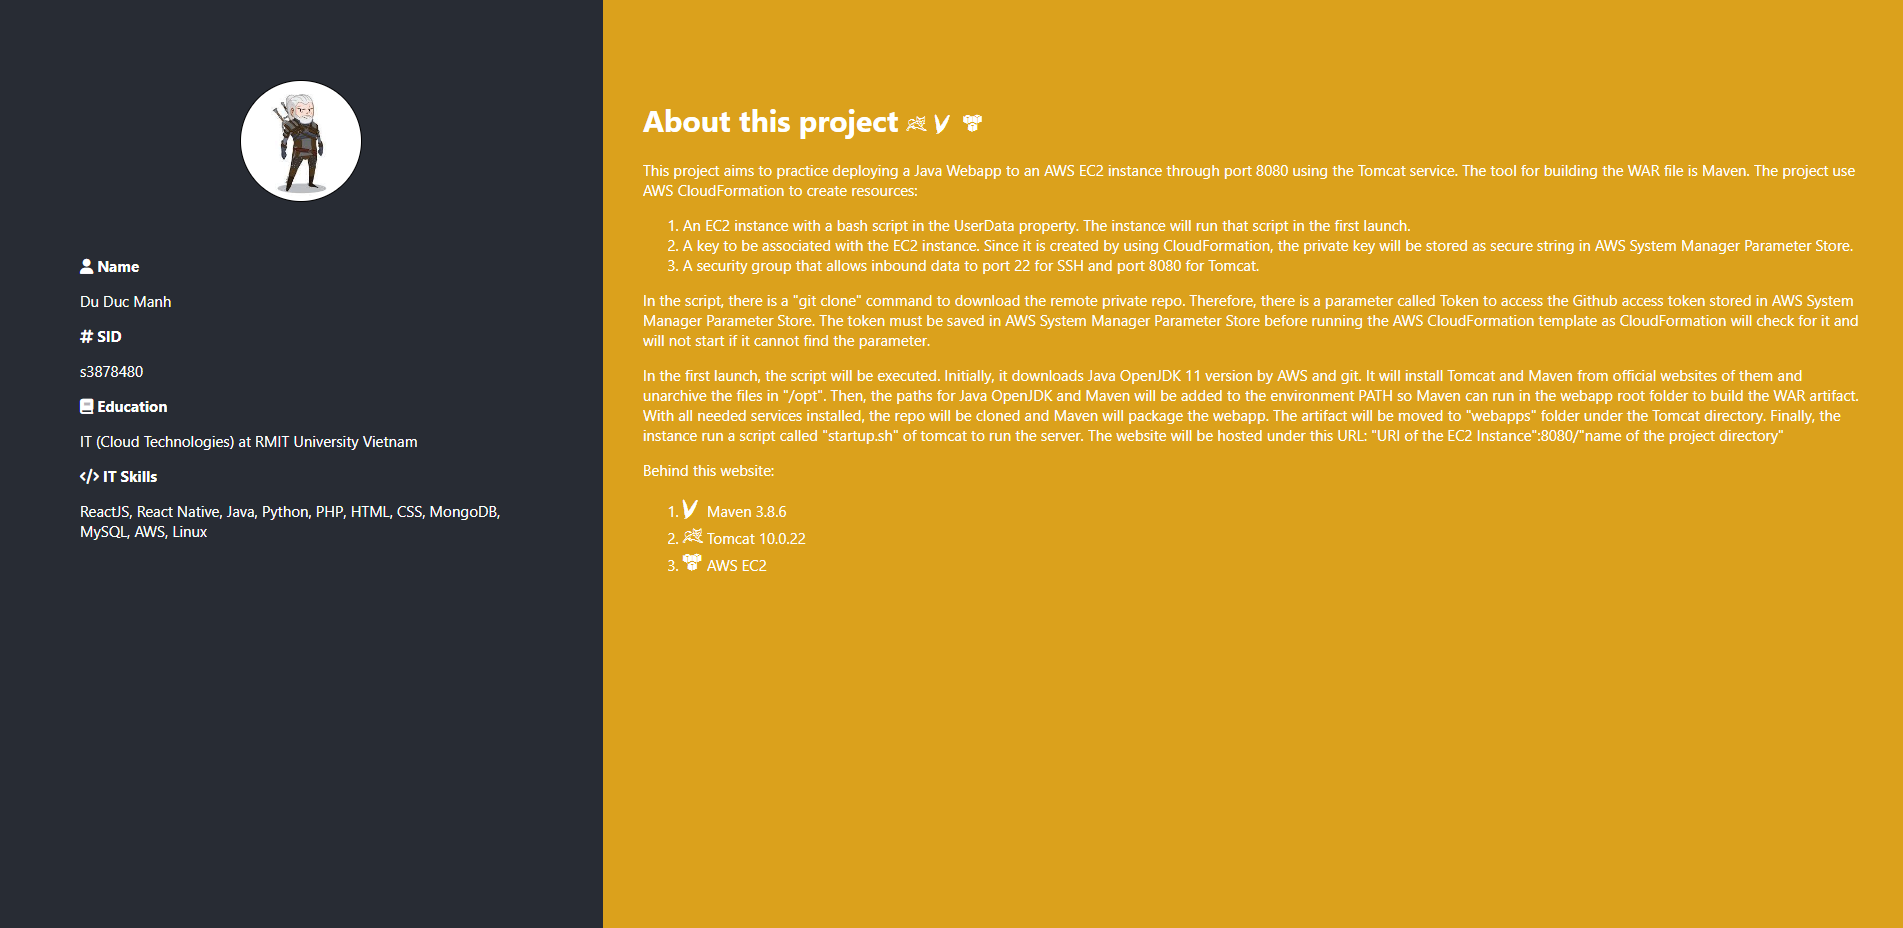 Name
Du Duc Manh
SID
s3878480
Education
IT (Cloud Technologies) at RMIT University Vietnam
IT Skills
ReactJS, React Native, Java, Python, PHP, HTML, CSS, MongoDB,
MySQL, AWS, Linux
About this project
This project aims to practice deploying a Java Webapp to an AWS EC2 instance through port 8080 using the Tomcat service. The tool for building the WAR file is Maven. The project use
AWS CloudFormation to create resources:
1. An EC2 instance with a bash script in the UserData property. The instance will run that script in the first launch.
2. A key to be associated with the EC2 instance. Since it is created by using CloudFormation, the private key will be stored as secure string in AWS System Manager Parameter Store.
3. A security group that allows inbound data to port 22 for SSH and port 8080 for Tomcat.
In the script, there is a "git clone" command to download the remote private repo. Therefore, there is a parameter called Token to access the Github access token stored in AWS System
Manager Parameter Store. The token must be saved in AWS System Manager Parameter Store before running the AWS CloudFormation template as CloudFormation will check for it and
will not start if it cannot find the parameter.
In the first launch, the script will be executed. Initially, it downloads Java OpenJDK 11 version by AWS and git. It will install Tomcat and Maven from official websites of them and
unarchive the files in "/opt". Then, the paths for Java OpenJDK and Maven will be added to the environment PATH so Maven can run in the webapp root folder to build the WAR artifact.
With all needed services installed, the repo will be cloned and Maven will package the webapp. The artifact will be moved to "webapps" folder under the Tomcat directory. Finally, the
instance run a script called "startup.sh" of tomcat to run the server. The website will be hosted under this URL: "URI of the EC2 Instance":8080/"name of the project directory"
Behind this website:
1. Maven 3.8.6
2. Tomcat 10.0.22
3. AWS EC2